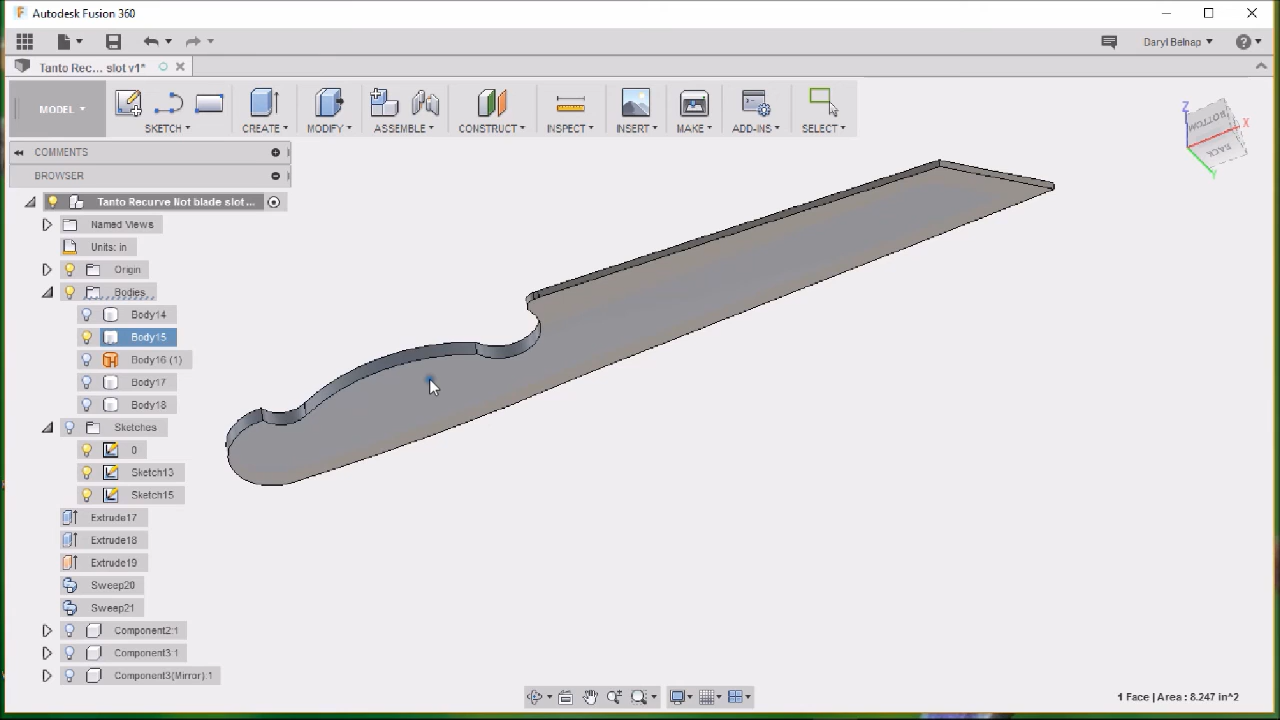 Autodesk Fusion 360
Daryl Belnap
Tanto Rec... slot v1*
MODEL
SKETCH
CREATE
MODIFY
ASSEMBLE
CONSTRUCT
INSPECT
INSERT
MAKE
ADD-INS
SELECT
COMMENTS
BROWSER
Tanto Recurve Not blade slot ...
Named Views
Units: in
Origin
Bodies
Body14
Body15
Body16 (1)
Body17
Body18
Sketches
0
Sketch13
Sketch15
Extrude17
Extrude18
Extrude19
Sweep20
Sweep21
Component2:1
Component3:1
Component3(Mirror):1
Z
BOTTOM
X
BACK
Y
1 Face | Area : 8.247 in^2